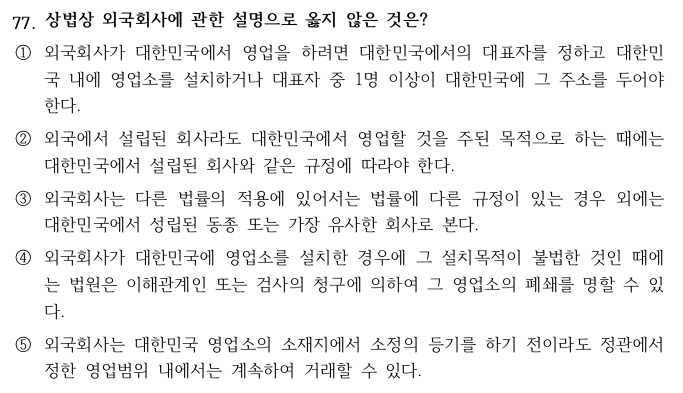 77. 상법상 외국회사에 관한 설명으로 옳지 않은 것은?
① 외국회사가 대한민국에서 영업을 하려면 대한민국에서의 대표자를 정하고 대한민
국 내에 영업소를 설치하거나 대표자 중 1명 이상이 대한민국에 그 주소를 두어야
한다.
② 외국에서 설립된 회사라도 대한민국에서 영업할 것을 주된 목적으로 하는 때에는
대한민국에서 설립된 회사와 같은 규정에 따라야 한다.
③ 외국회사는 다른 법률의 적용에 있어서는 법률에 다른 규정이 있는 경우 외에는
대한민국에서 성립된 동종 또는 가장 유사한 회사로 본다.
④ 외국회사가 대한민국에 영업소를 설치한 경우에 그 설치목적이 불법한 것인 때에
는 법원은 이해관계인 또는 검사의 청구에 의하여 그 영업소의 폐쇄를 명할 수 있
다.
⑤ 외국회사는 대한민국 영업소의 소재지에서 소정의 등기를 하기 전이라도 정관에서
정한 영업범위 내에서는 계속하여 거래할 수 있다.